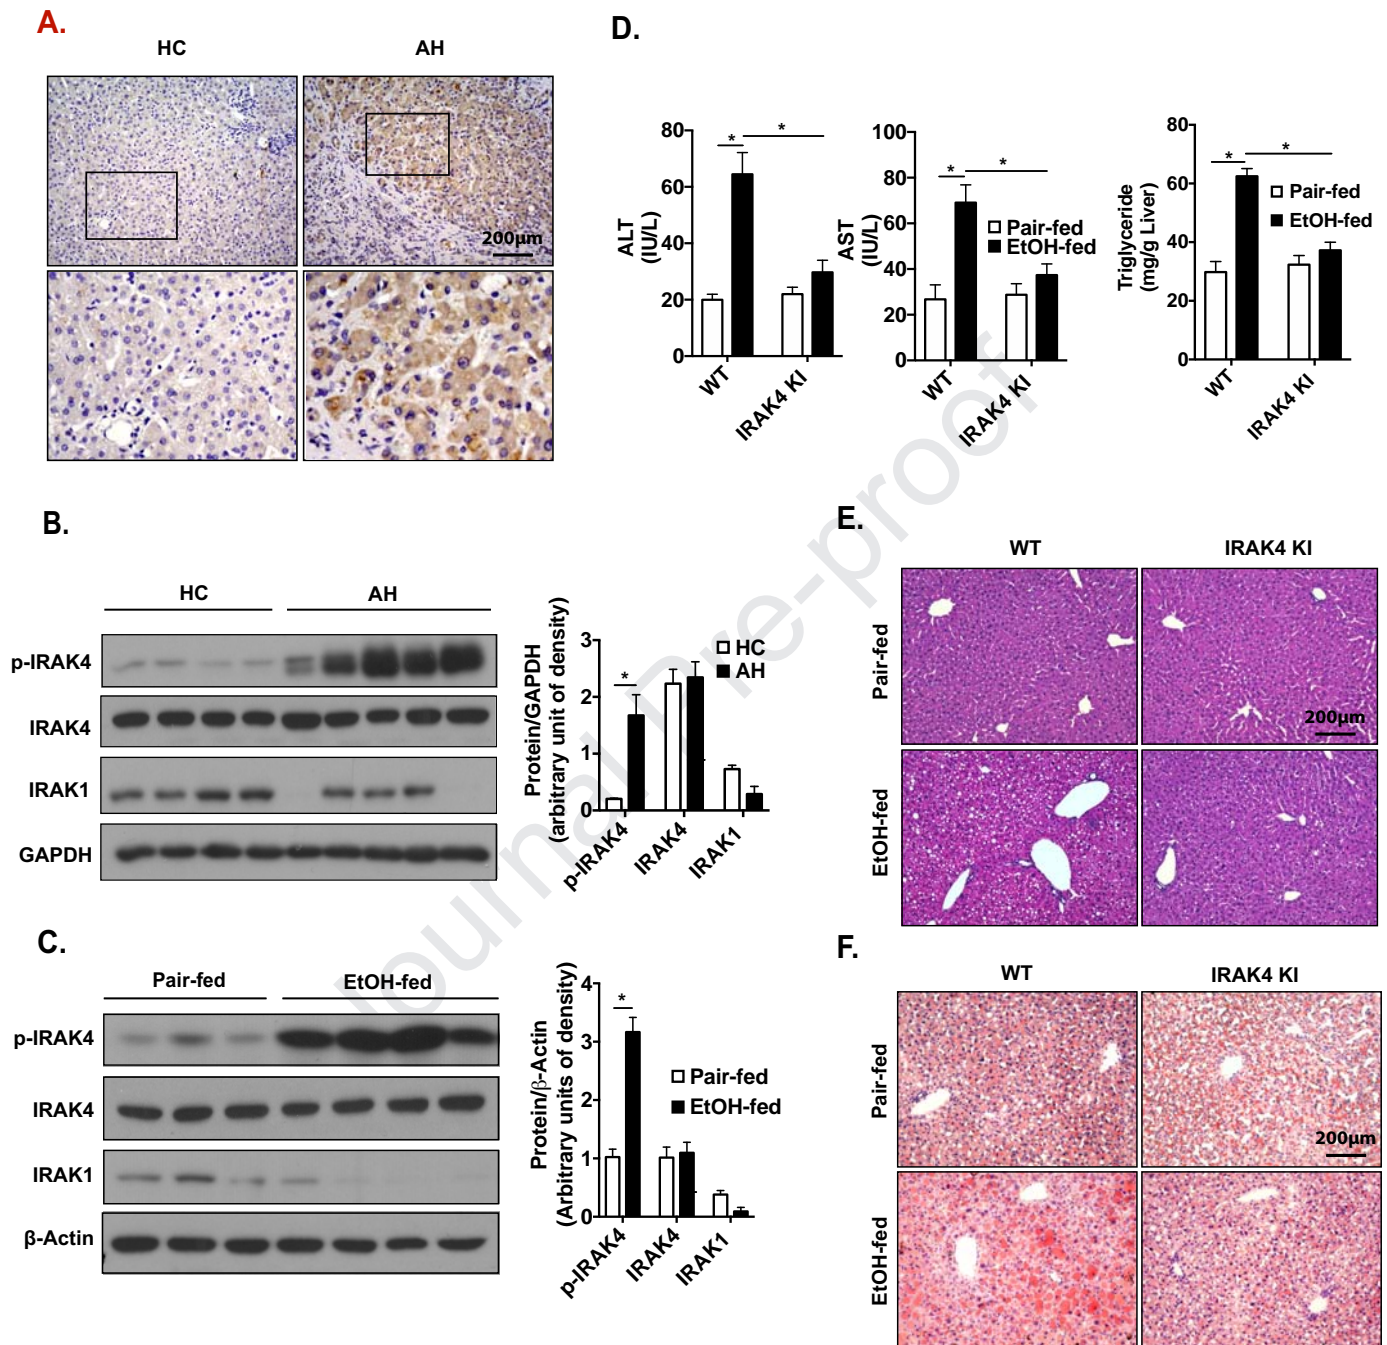 A.
HC
AH
200μm
B.
HC
AH
p-IRAK4
IRAK4
IRAK1
GAPDH
Protein/GAPDH
(arbitrary unit of density)
3
2
1
0
HC
AH
*
p-IRAK4
IRAK4
IRAK1
C.
Pair-fed
EtOH-fed
p-IRAK4
IRAK4
IRAK1
β-Actin
Protein/β-Actin
(Arbitrary units of density)
4
3
2
1
0
*
Pair-fed
EtOH-fed
p-IRAK4
IRAK4
IRAK1
D.
ALT
(IU/L)
80
60
40
20
0
*
*
WT
IRAK4 KI
AST
(IU/L)
100
80
60
40
20
0
*
*
Pair-fed
EtOH-fed
WT
IRAK4 KI
Triglyceride
(mg/g Liver)
80
60
40
20
0
*
*
Pair-fed
EtOH-fed
WT
IRAK4 KI
E.
WT
IRAK4 KI
Pair-fed
200μm
EtOH-fed
F.
WT
IRAK4 KI
Pair-fed
200μm
EtOH-fed
Journal Pre-proof